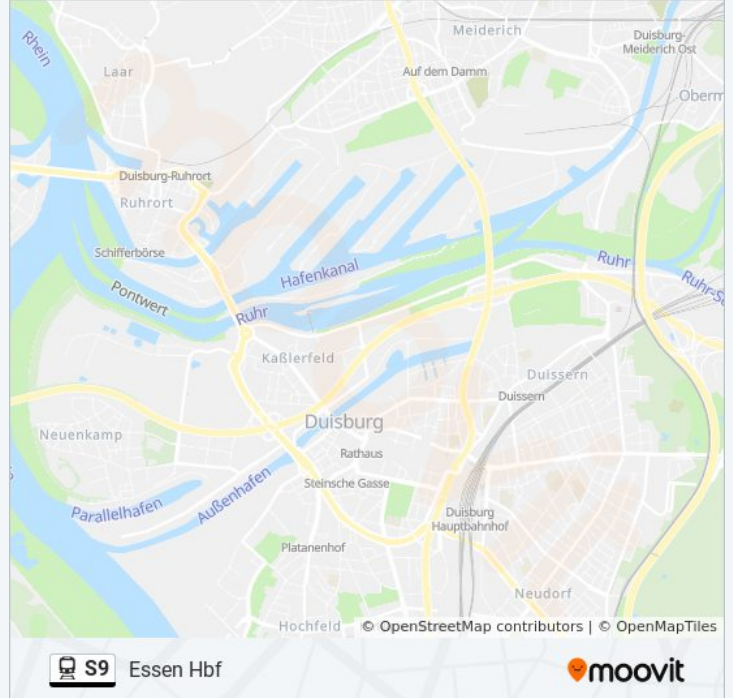 Rhein
Meiderich
Duisburg-
Meiderich Ost
Laar
Auf dem Damm
Duisburg-Ruhrort
Ruhrort
Schifferbörse
Hafenkanal
Ruhr
Pontwert
Ruhr
Kaßlerfeld
Duissern
Duissern
Duisburg
Neuenkamp
Rathaus
Steinsche Gasse
Außenhafen
Parallelhafen
Duisburg
Hauptbahnhof
Platanenhof
Neudorf
Hochfeld
© OpenStreetMap contributors | © OpenMapTiles
S9 Essen Hbf
moovit